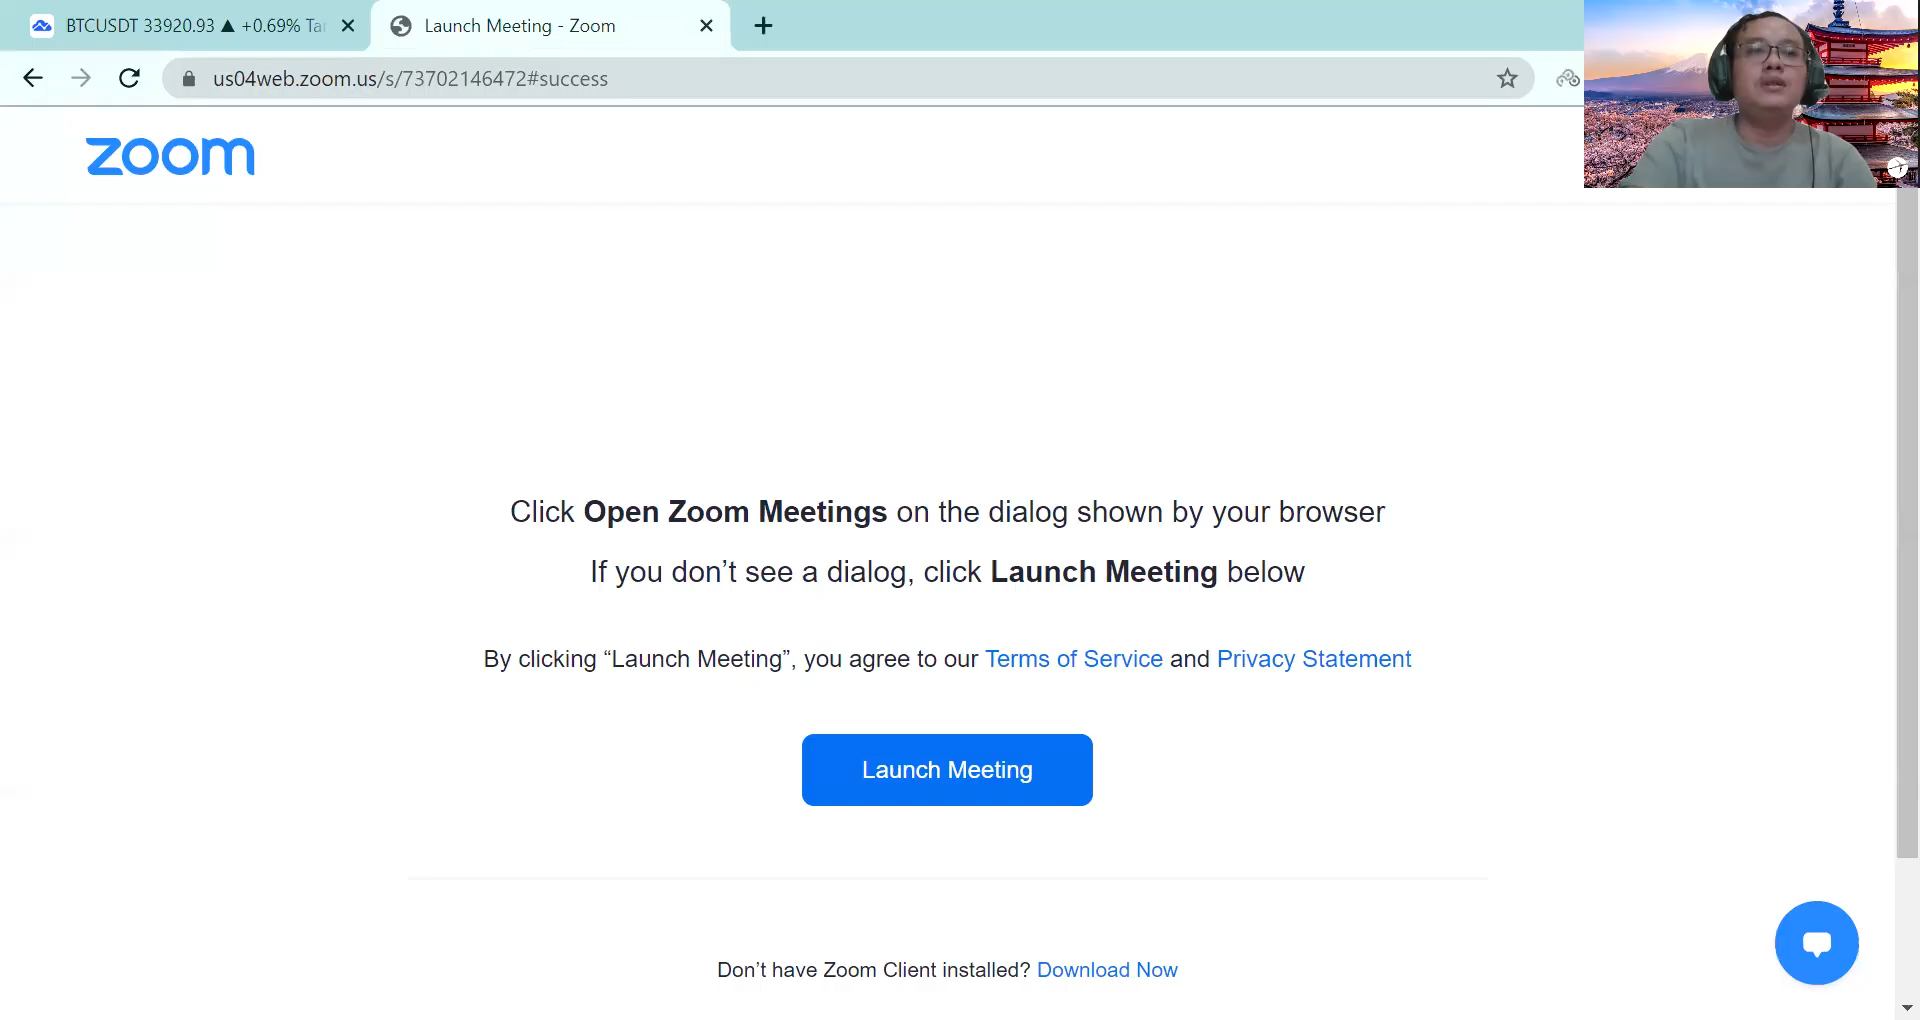 BTCUSDT 33920.93 ▲ +0.69%
Launch Meeting - Zoom
us04web.zoom.us/s/73702146472#success
zoom
Click Open Zoom Meetings on the dialog shown by your browser
If you don’t see a dialog, click Launch Meeting below
By clicking “Launch Meeting”, you agree to our Terms of Service and Privacy Statement
Launch Meeting
Don’t have Zoom Client installed? Download Now